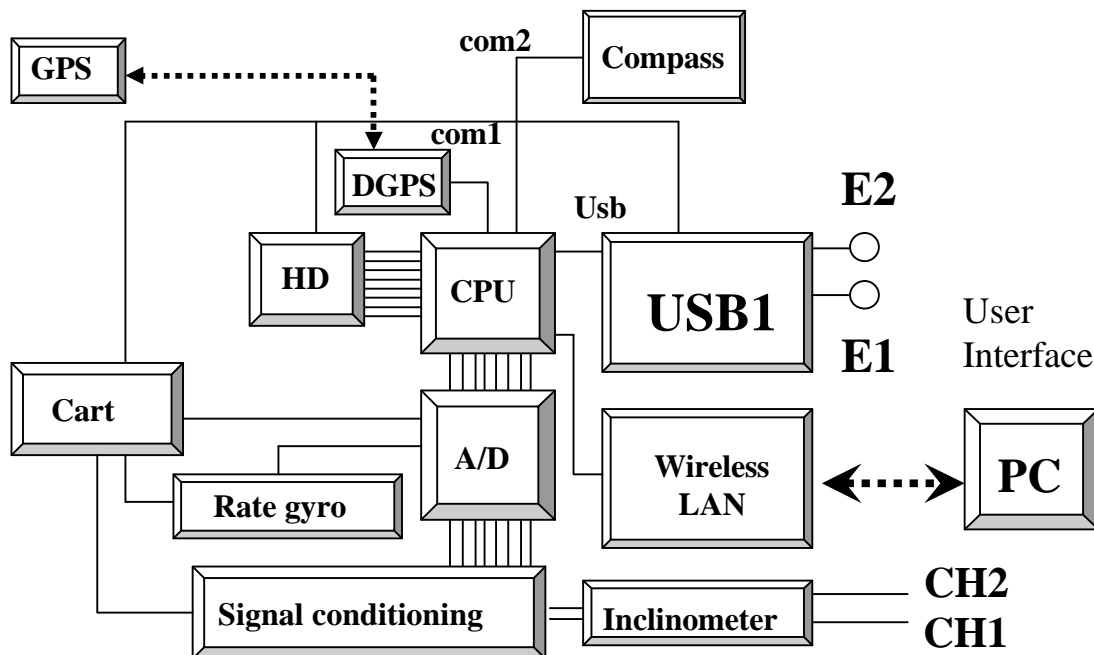 com2
Compass
GPS
com1
DGPS
E2
Usb
HD
CPU
USB1
User
Interface
E1
Cart
A/D
Wireless
LAN
PC
Rate gyro
CH2
Signal conditioning
Inclinometer
CH1